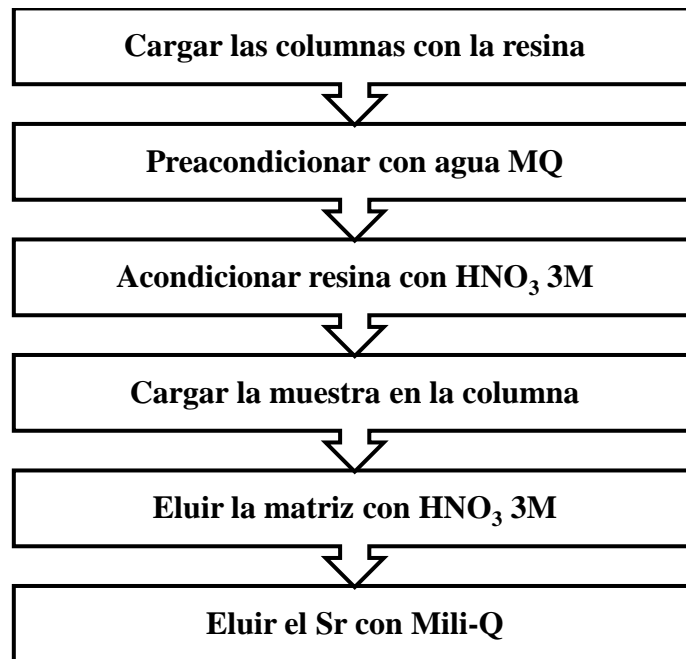 Cargar las columnas con la resina
Preacondicionar con agua MQ
Acondicionar resina con HNO₃ 3M
Cargar la muestra en la columna
Eluir la matriz con HNO₃ 3M
Eluir el Sr con Mili-Q